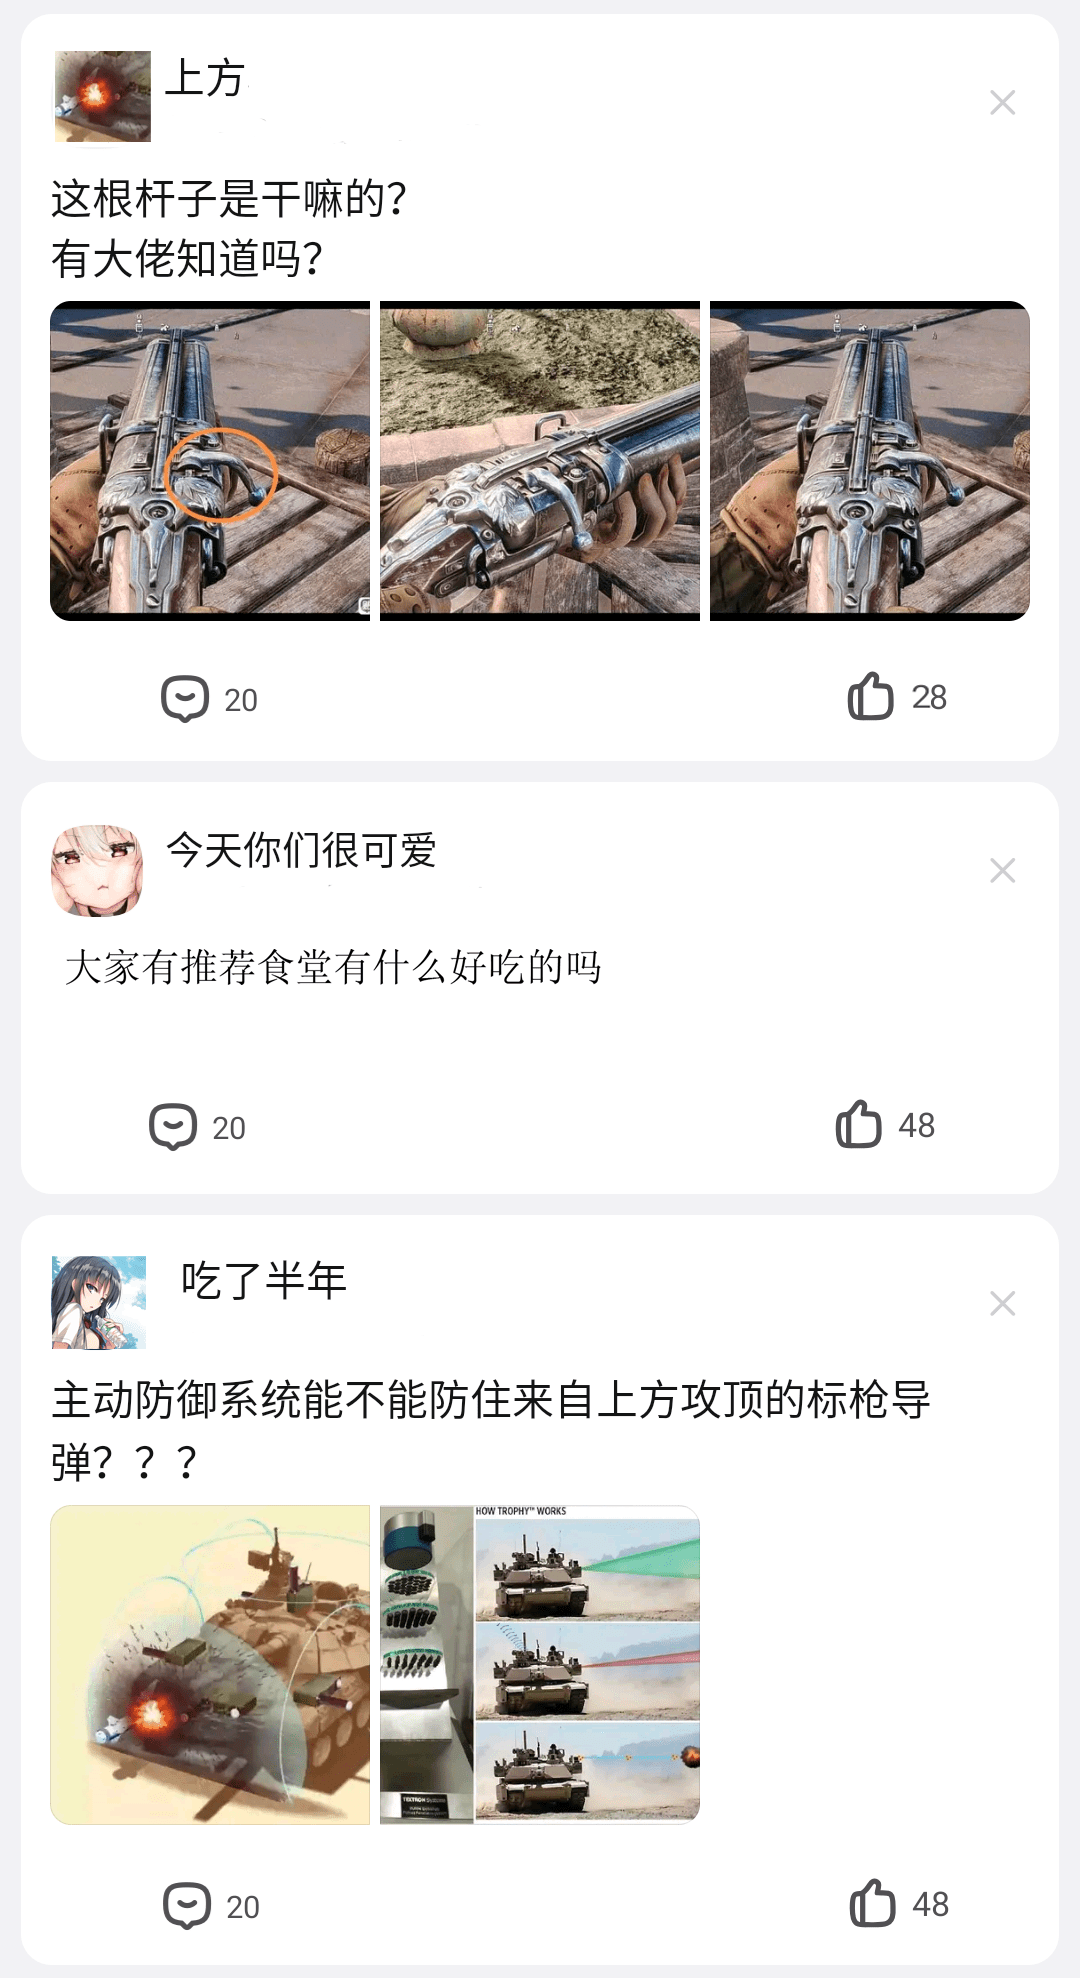 上方
这根杆子是干嘛的？
有大佬知道吗？
20
28
今天你们很可爱
大家有推荐食堂有什么好吃的吗
20
48
吃了半年
主动防御系统能不能防住来自上方攻顶的标枪导
弹？？？
HOW TROPHY™ WORKS
TEXTRON Systems
20
48